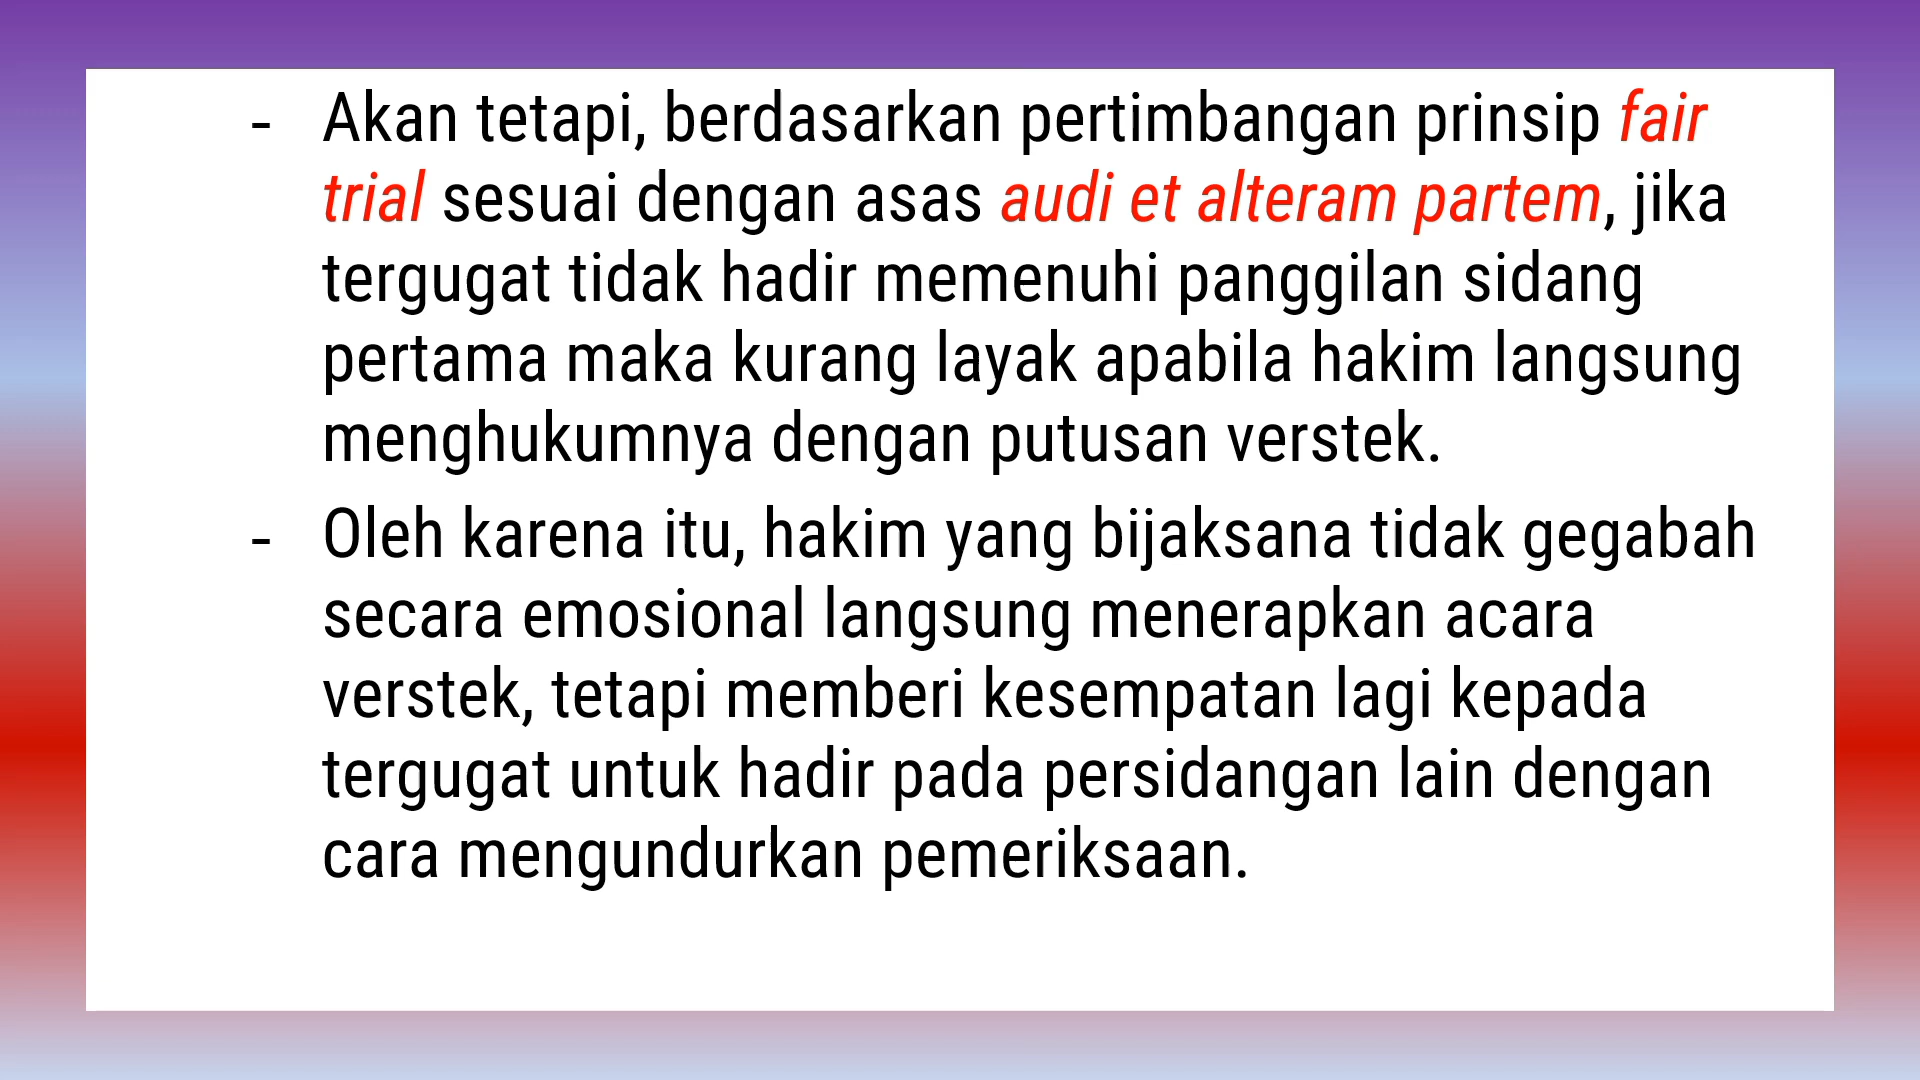 - Akan tetapi, berdasarkan pertimbangan prinsip fair
trial sesuai dengan asas audi et alteram partem, jika
tergugat tidak hadir memenuhi panggilan sidang
pertama maka kurang layak apabila hakim langsung
menghukumnya dengan putusan verstek.
- Oleh karena itu, hakim yang bijaksana tidak gegabah
secara emosional langsung menerapkan acara
verstek, tetapi memberi kesempatan lagi kepada
tergugat untuk hadir pada persidangan lain dengan
cara mengundurkan pemeriksaan.